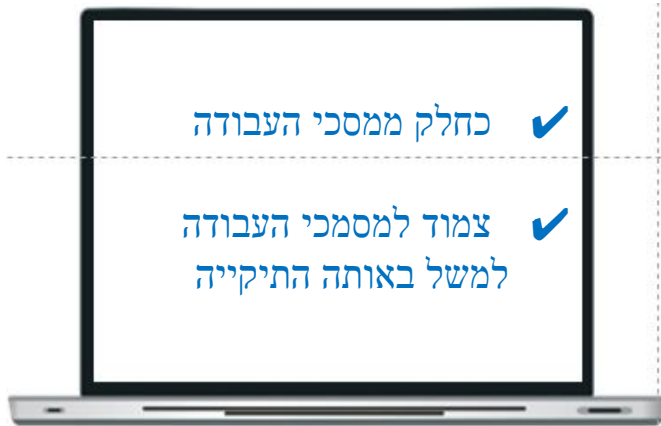 ✔ כחלק ממסכי העבודה
✔ צמוד למסמכי העבודה
למשל באותה התיקייה